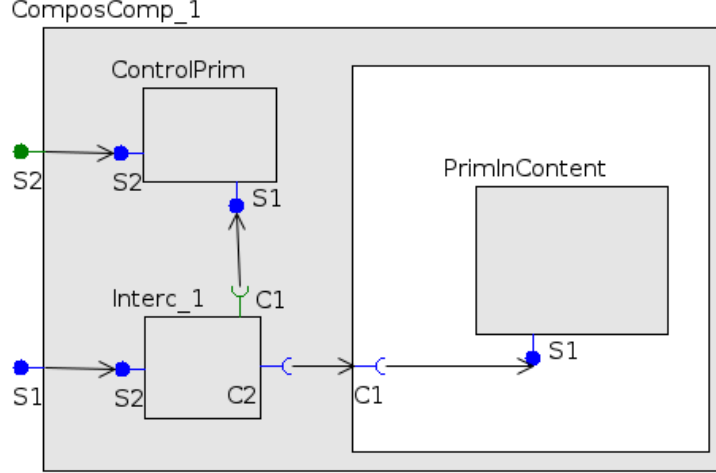 ComposComp_1
ControlPrim
S2
S2
S1
PrimInContent
Interc_1
C1
S1
S1
S2
C2
C1